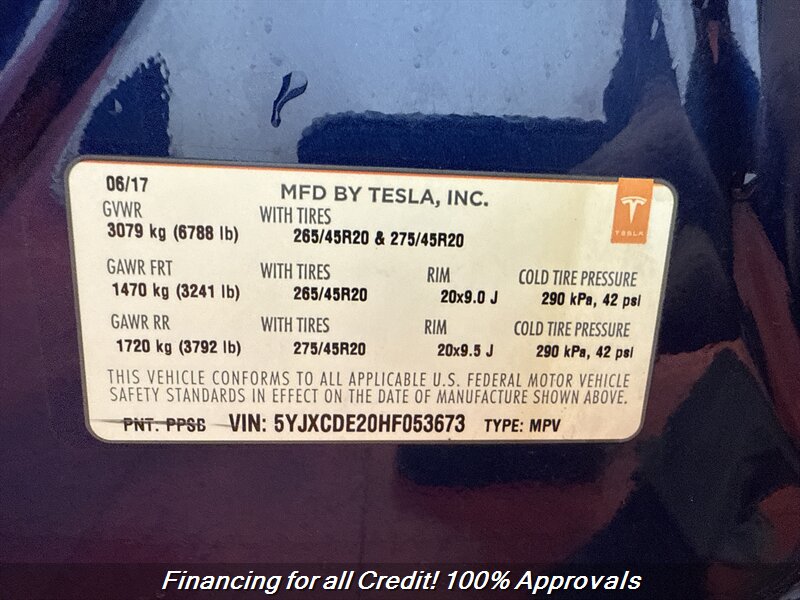 06/17
MFD BY TESLA, INC.
TESLA
GVWR WITH TIRES
3079 kg (6788 lb) 265/45R20 & 275/45R20
GAWR FRT WITH TIRES RIM COLD TIRE PRESSURE
1470 kg (3241 lb) 265/45R20 20x9.0 J 290 kPa, 42 psi
GAWR RR WITH TIRES RIM COLD TIRE PRESSURE
1720 kg (3792 lb) 275/45R20 20x9.5 J 290 kPa, 42 psi
THIS VEHICLE CONFORMS TO ALL APPLICABLE U.S. FEDERAL MOTOR VEHICLE
SAFETY STANDARDS IN EFFECT ON THE DATE OF MANUFACTURE SHOWN ABOVE.
PNT: PPSB VIN: 5YJXCDE20HF053673 TYPE: MPV
Financing for all Credit! 100% Approvals